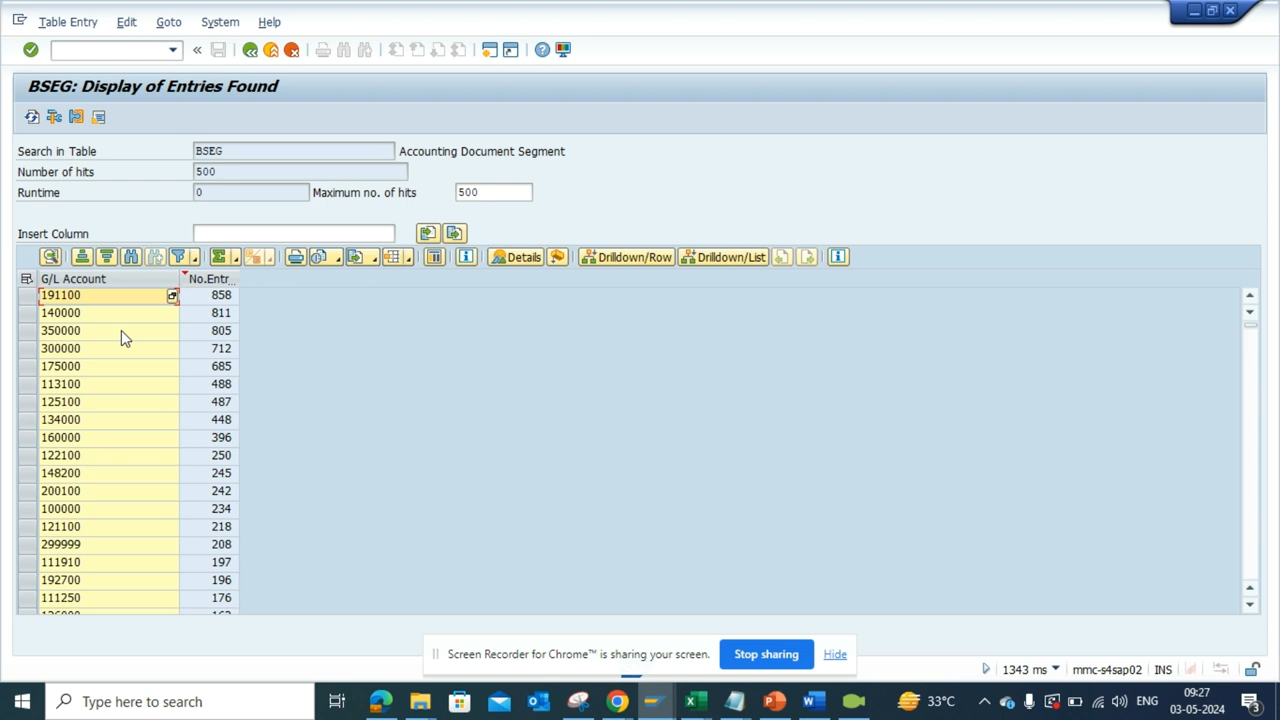 Table Entry Edit Goto System Help
BSEG: Display of Entries Found
Search in Table BSEG Accounting Document Segment
Number of hits 500
Runtime 0 Maximum no. of hits 500
Insert Column
Details Drilldown/Row Drilldown/List
G/L Account No.Entr...
191100 858
140000 811
350000 805
300000 712
175000 685
113100 488
125100 487
134000 448
160000 396
122100 250
148200 245
200100 242
100000 234
121100 218
299999 208
111910 197
192700 196
111250 176
Screen Recorder for Chrome™ is sharing your screen. Stop sharing Hide
1343 ms mmc-s4sap02 INS
Type here to search 33°C ENG 09:27
03-05-2024 3